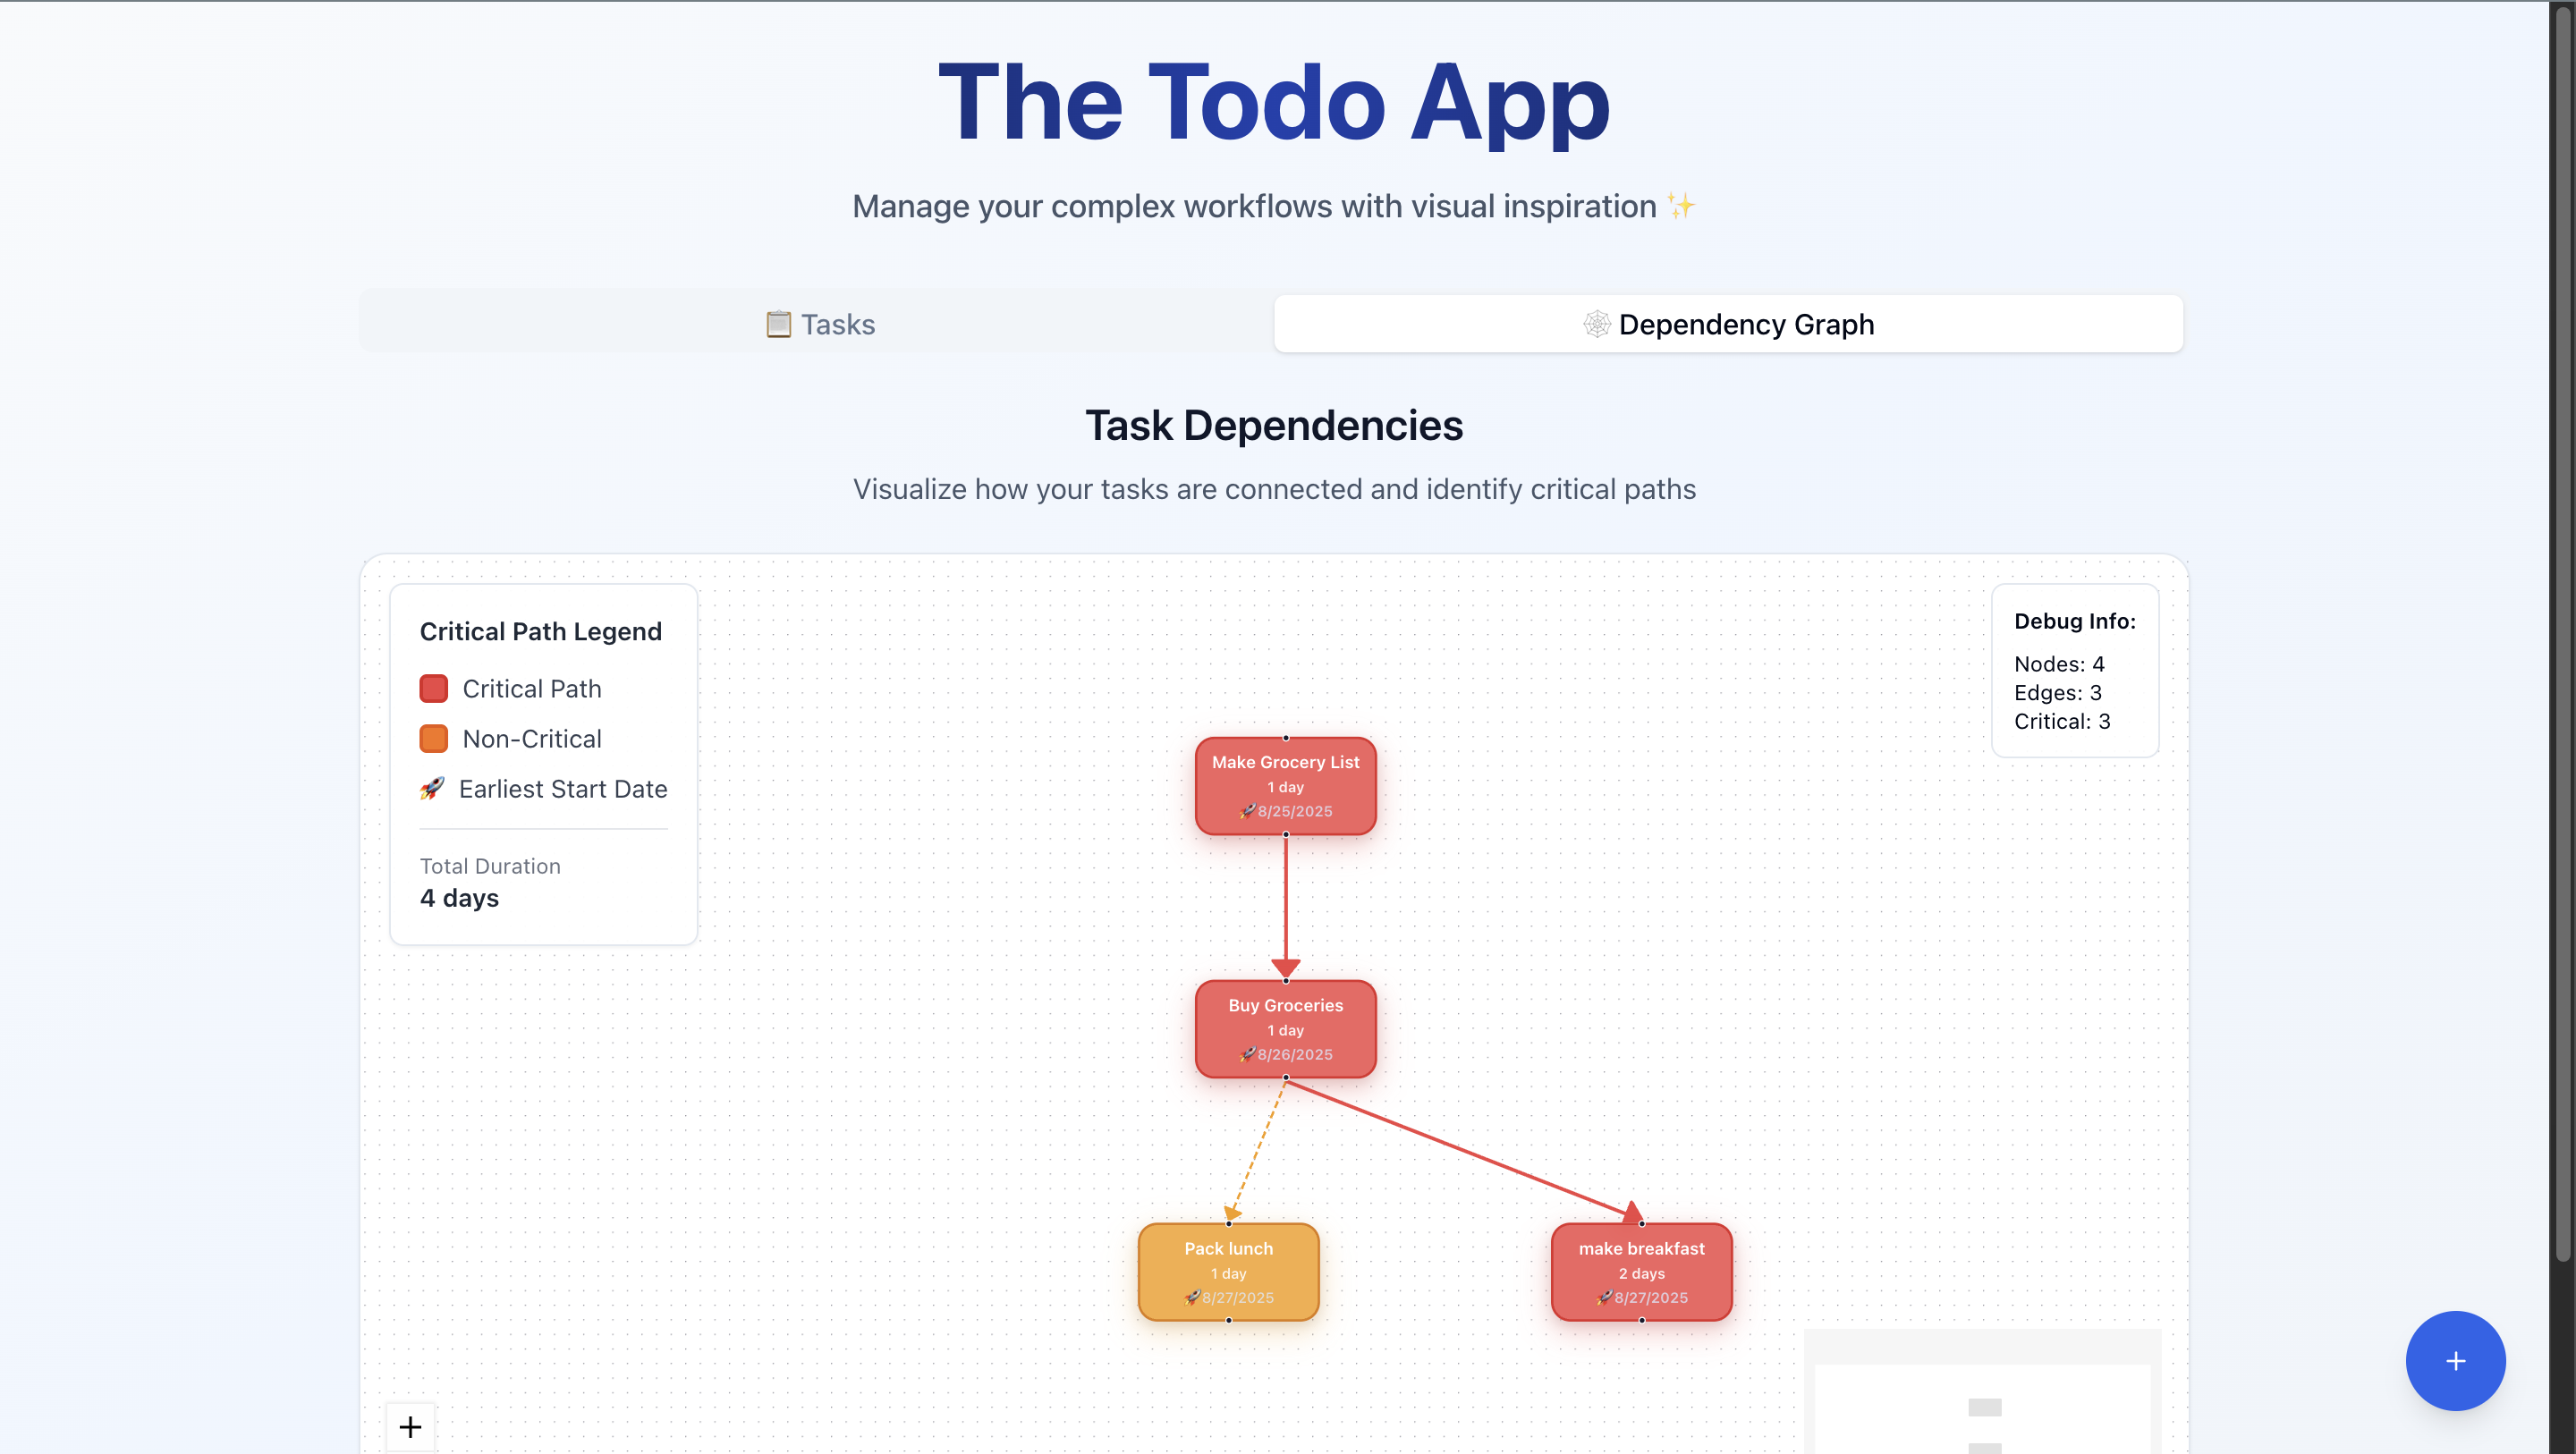 The Todo App
Manage your complex workflows with visual inspiration ✨
📋 Tasks
🕸️ Dependency Graph
Task Dependencies
Visualize how your tasks are connected and identify critical paths
Critical Path Legend
Critical Path
Non-Critical
🚀 Earliest Start Date
Total Duration
4 days
Debug Info:
Nodes: 4
Edges: 3
Critical: 3
Make Grocery List
1 day
🚀8/25/2025
Buy Groceries
1 day
🚀8/26/2025
Pack lunch
1 day
🚀8/27/2025
make breakfast
2 days
🚀8/27/2025
+
+